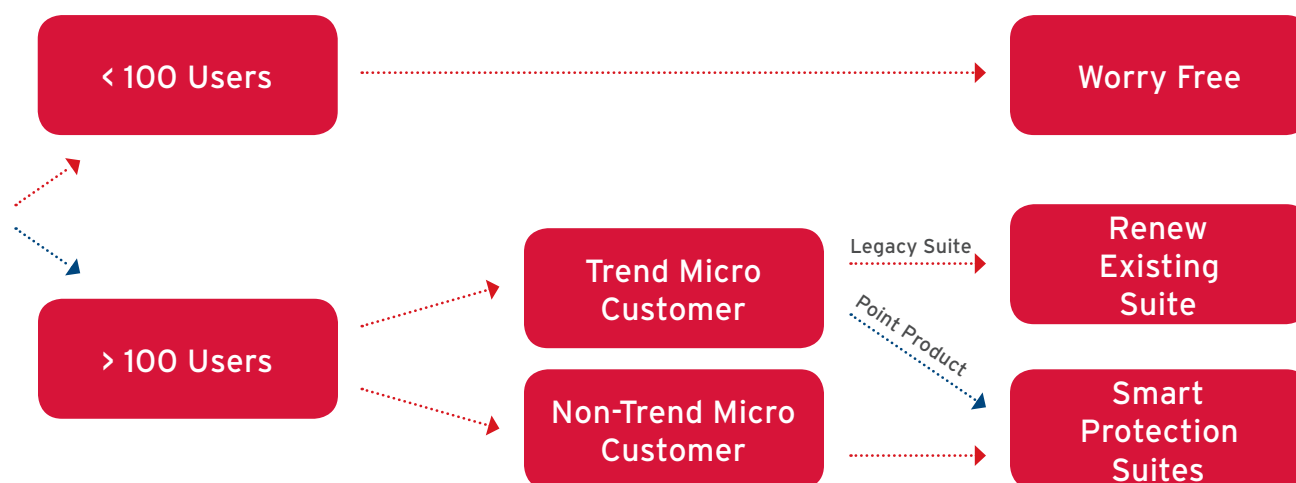 < 100 Users
Worry Free
> 100 Users
Trend Micro
Customer
Legacy Suite
Point Product
Renew
Existing
Suite
Non-Trend Micro
Customer
Smart
Protection
Suites